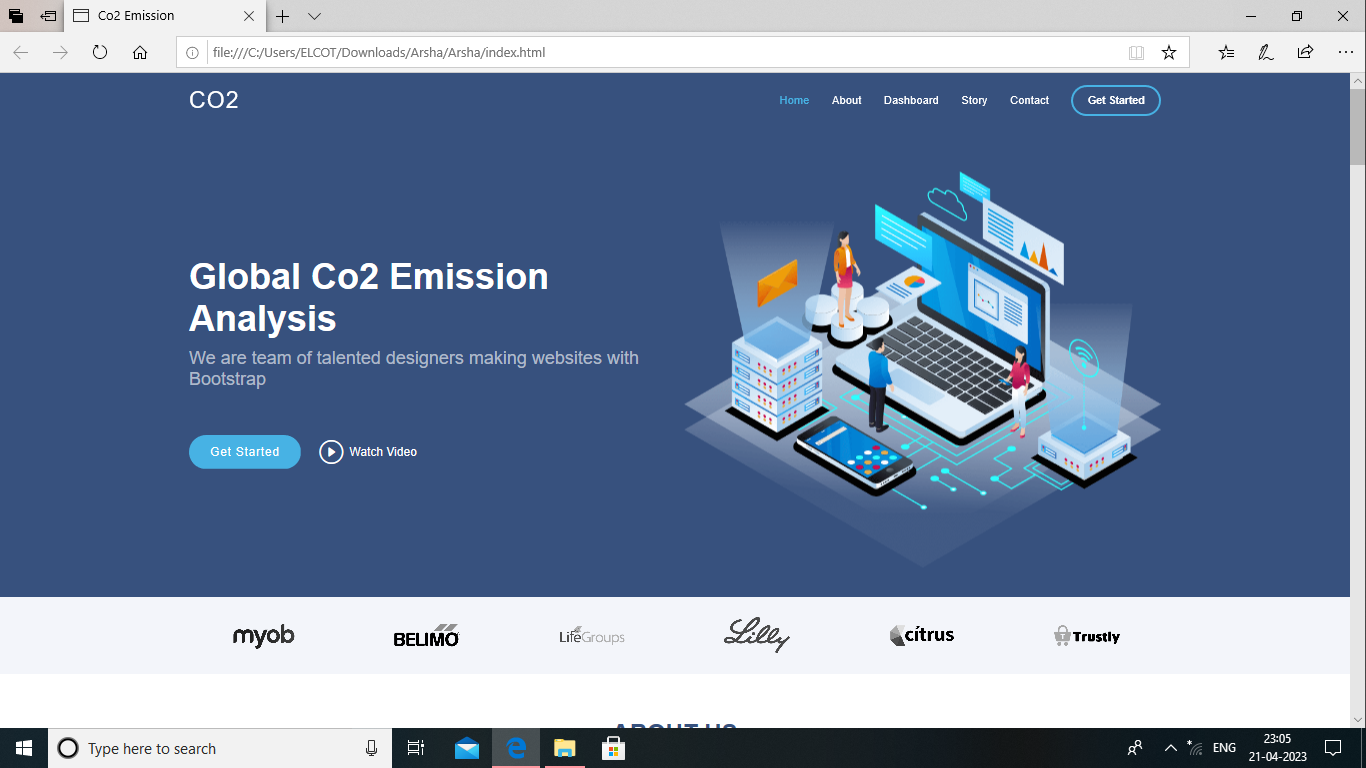 Co2 Emission
file:///C:/Users/ELCOT/Downloads/Arsha/Arsha/index.html
CO2
Home About Dashboard Story Contact Get Started
Global Co2 Emission
Analysis
We are team of talented designers making websites with
Bootstrap
Get Started Watch Video
myob BELIMO LifeGroups Lilly citrus Trustly
ABOUT US
Type here to search
ENG
23:05
21-04-2023